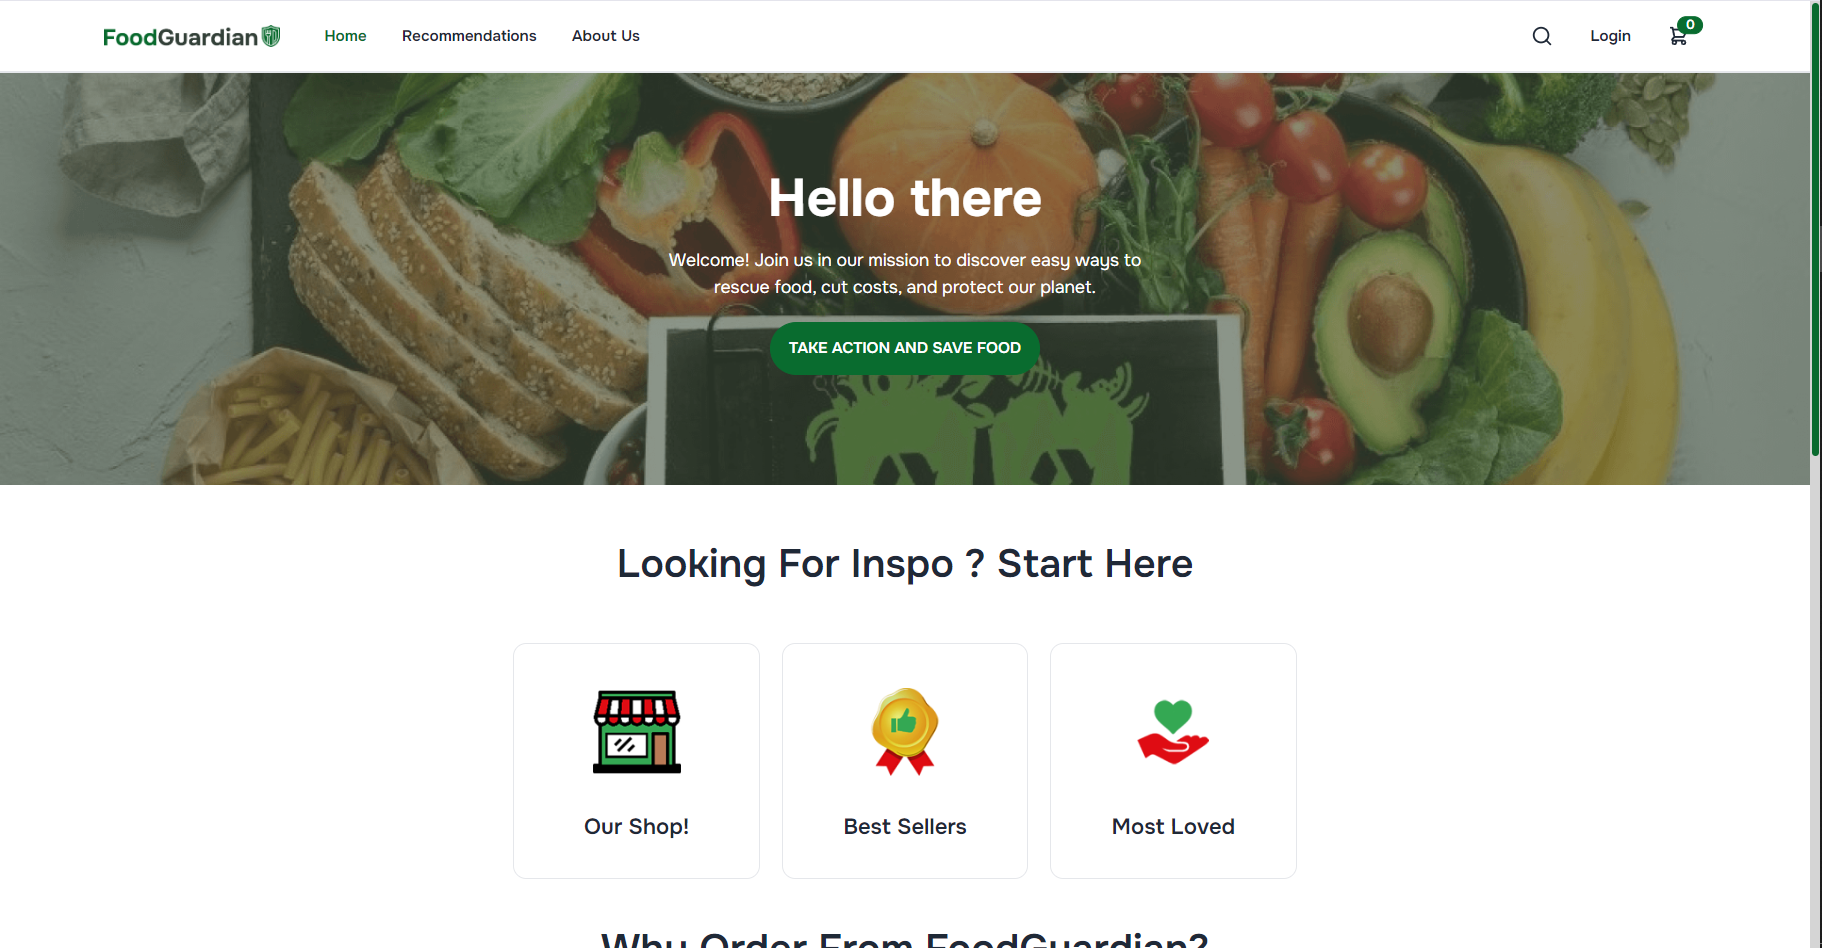 FoodGuardian
Home
Recommendations
About Us
Login
0
Hello there
Welcome! Join us in our mission to discover easy ways to
rescue food, cut costs, and protect our planet.
TAKE ACTION AND SAVE FOOD
Looking For Inspo ? Start Here
Our Shop!
Best Sellers
Most Loved
Why Order From FoodGuardian?